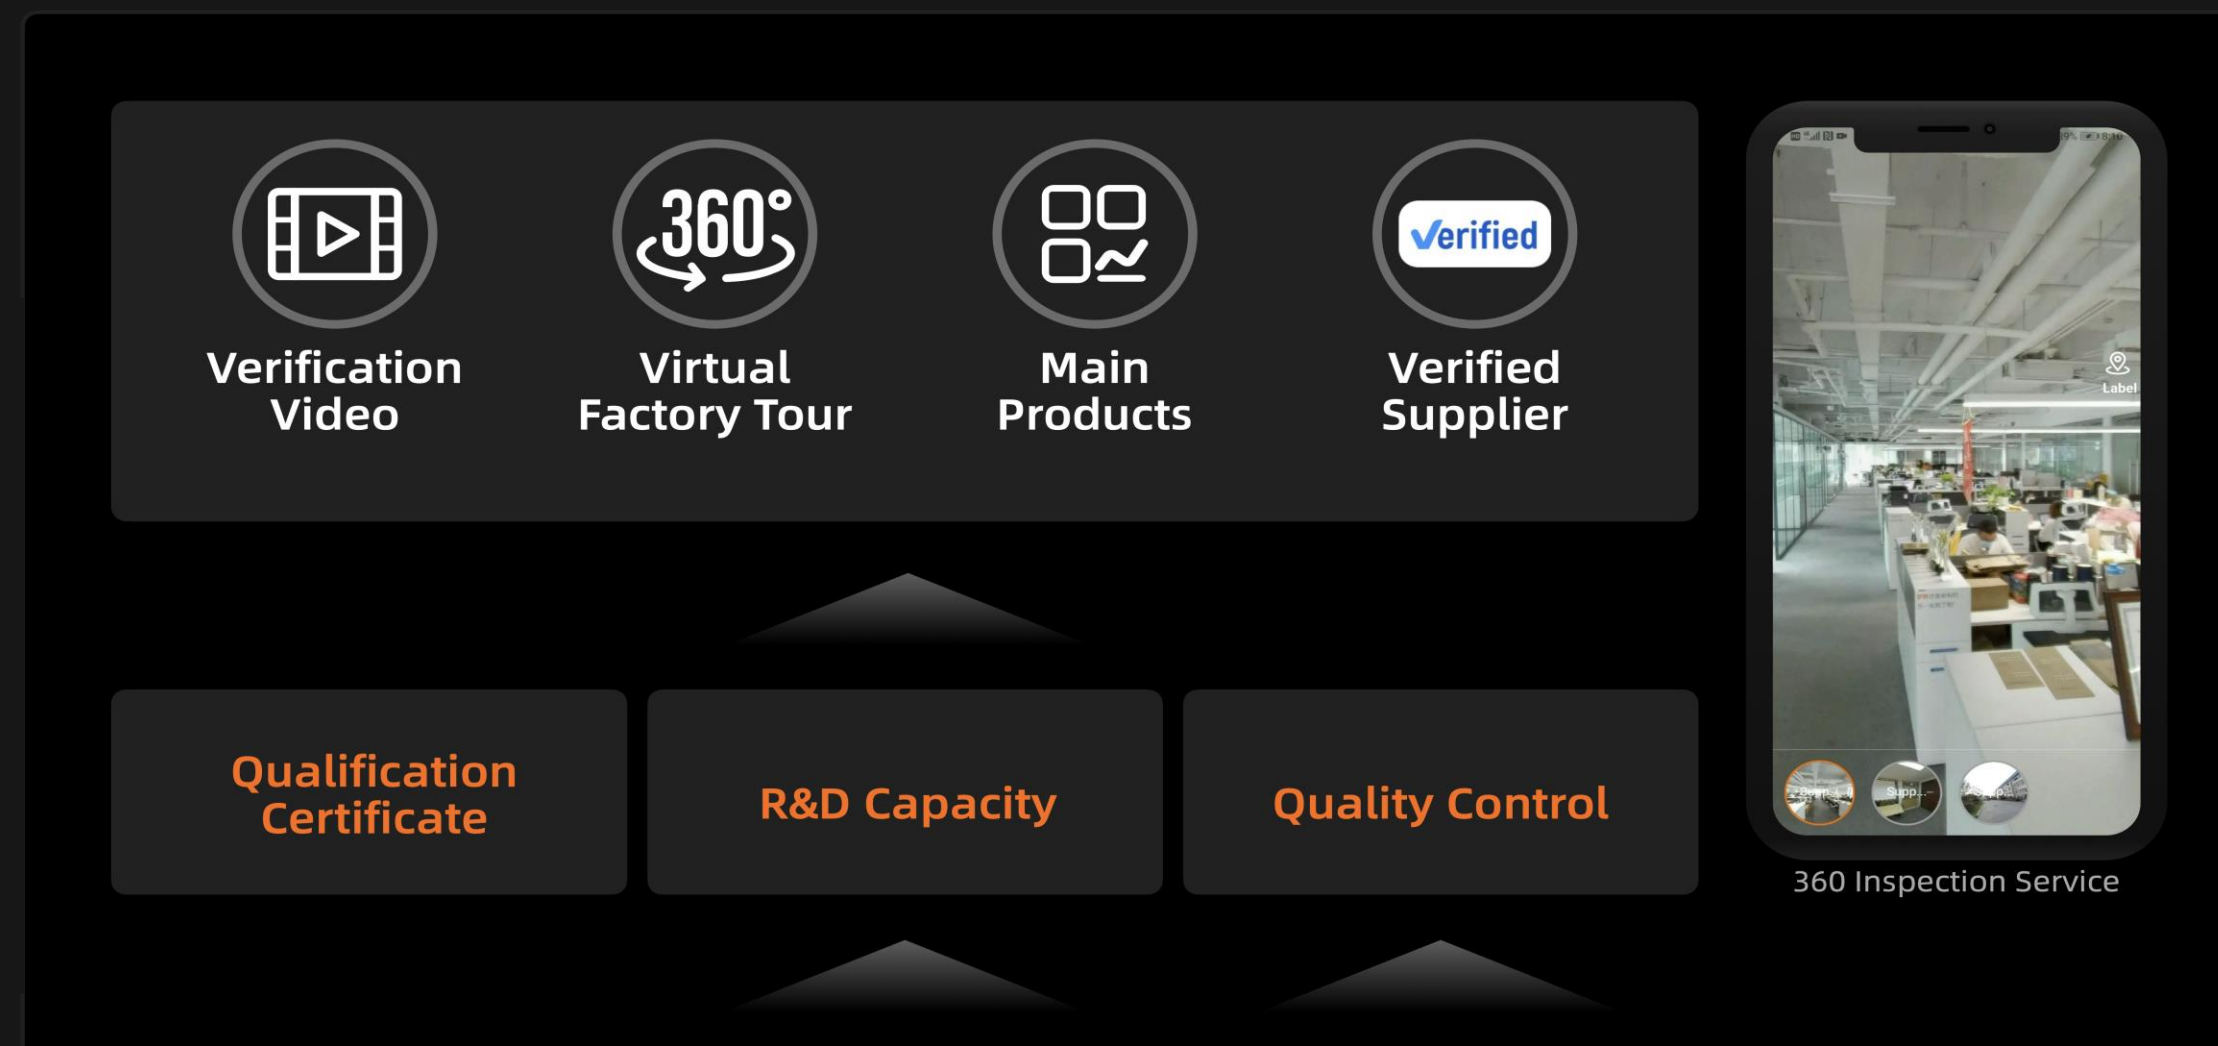 360°
Verified
Verification
Video
Virtual
Factory Tour
Main
Products
Verified
Supplier
Label
Supp...
Qualification
Certificate
R&D Capacity
Quality Control
360 Inspection Service